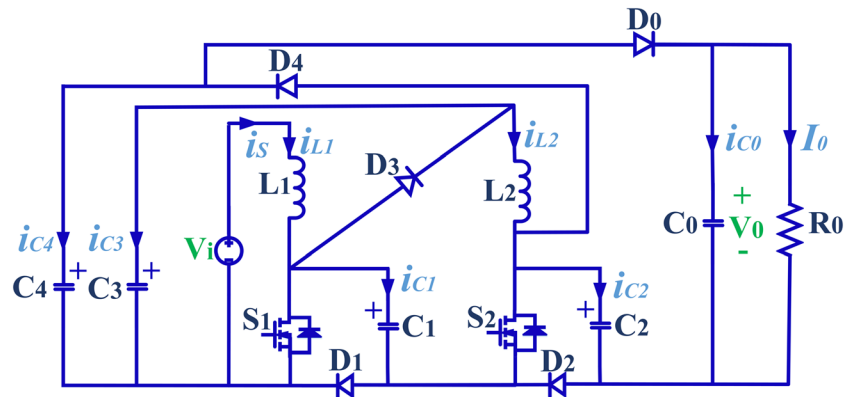 D0
D4
iS
iL1
iL2
iC0
I0
D3
L1
L2
iC4
iC3
Vi
C0
+
V0
-
R0
+
C4
+
C3
iC1
iC2
S1
+
C1
S2
+
C2
D1
D2